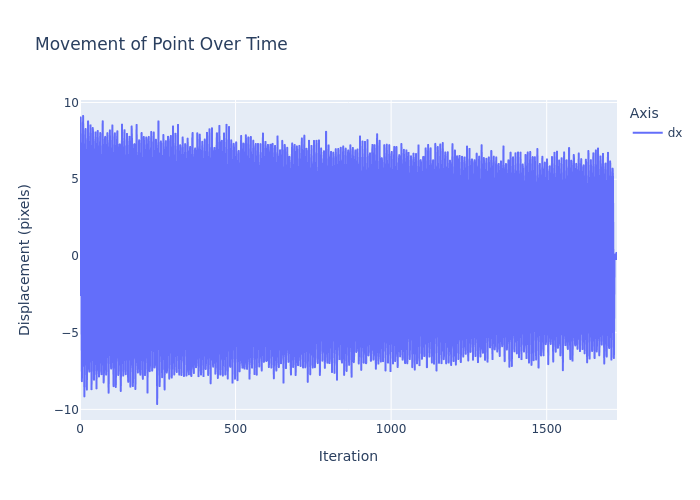 Movement of Point Over Time
Axis
dx
10
5
0
−5
−10
Displacement (pixels)
0
500
1000
1500
Iteration